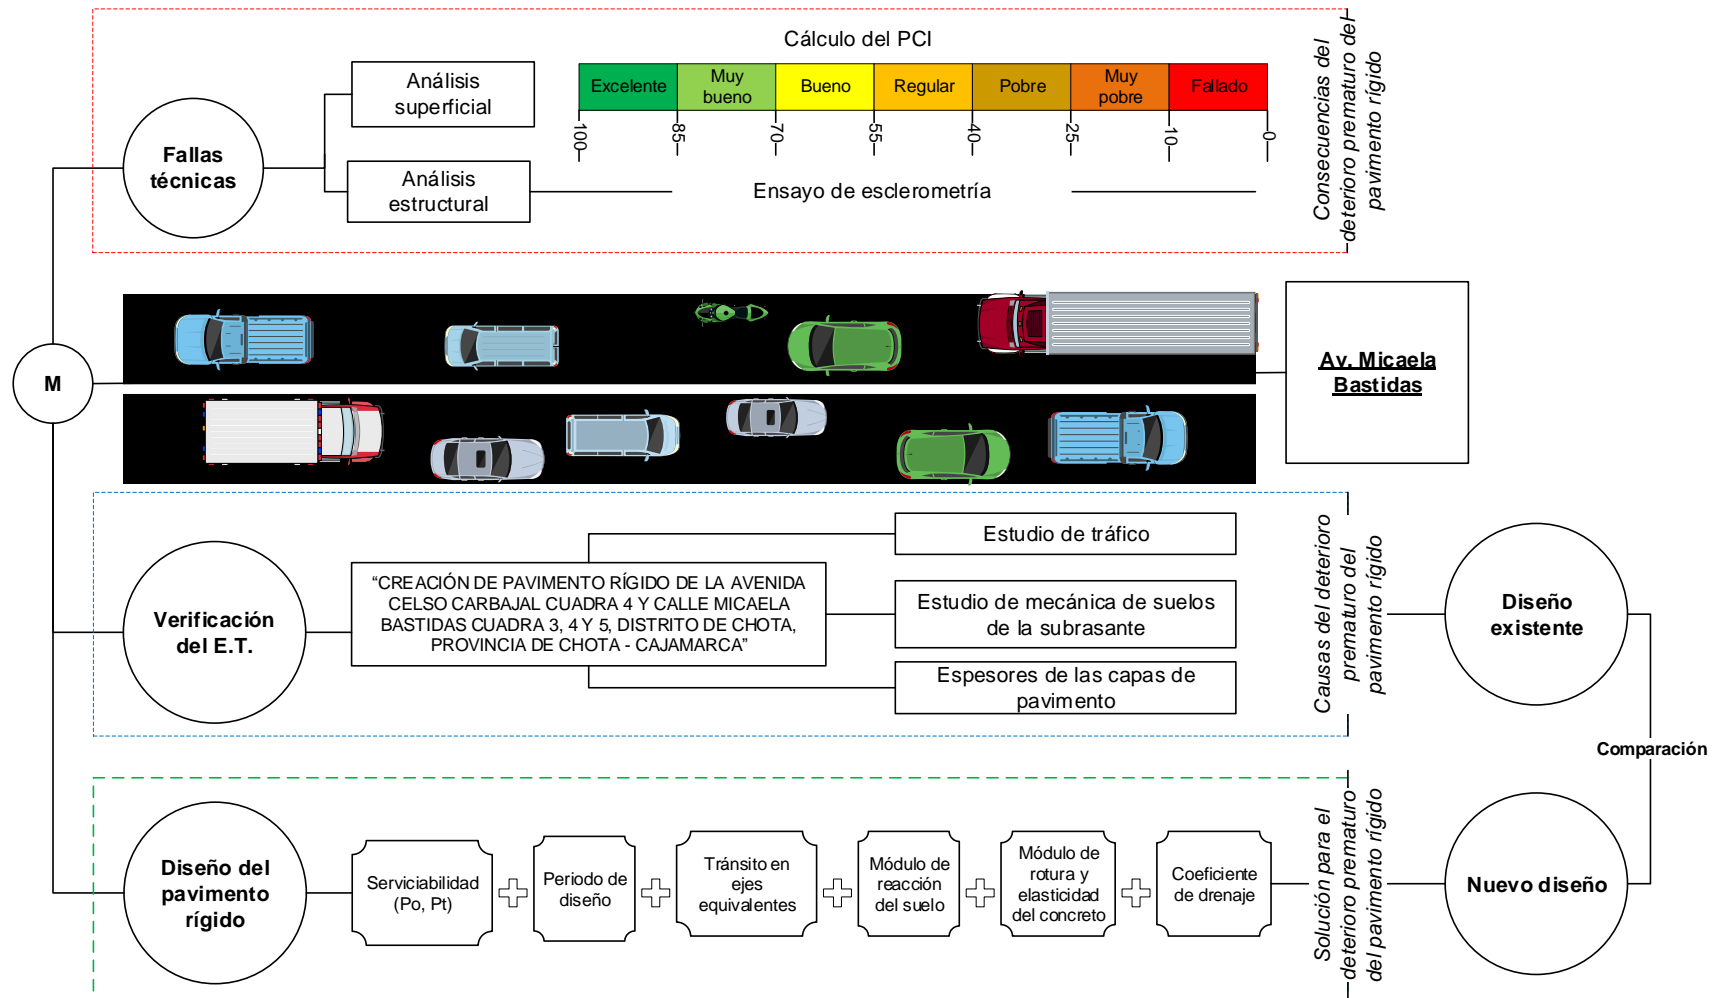 Cálculo del PCI
Análisis
superficial
Excelente
Muy
bueno
Bueno
Regular
Pobre
Muy
pobre
Fallado
100
85
70
55
40
25
10
0
Fallas
técnicas
Análisis
estructural
Ensayo de esclerometría
Consecuencias del
deterioro prematuro del
pavimento rígido
M
Av. Micaela
Bastidas
Verificación
del E.T.
“CREACIÓN DE PAVIMENTO RÍGIDO DE LA AVENIDA
CELSO CARBAJAL CUADRA 4 Y CALLE MICAELA
BASTIDAS CUADRA 3, 4 Y 5, DISTRITO DE CHOTA,
PROVINCIA DE CHOTA - CAJAMARCA”
Estudio de tráfico
Estudio de mecánica de suelos
de la subrasante
Espesores de las capas de
pavimento
Causas del deterioro
prematuro del
pavimento rígido
Diseño
existente
Comparación
Diseño del
pavimento
rígido
Serviciabilidad
(Po, Pt)
Periodo de
diseño
Tránsito en
ejes
equivalentes
Módulo de
reacción
del suelo
Módulo de
rotura y
elasticidad
del concreto
Coeficiente
de drenaje
Solución para el
deterioro prematuro
del pavimento rígido
Nuevo diseño